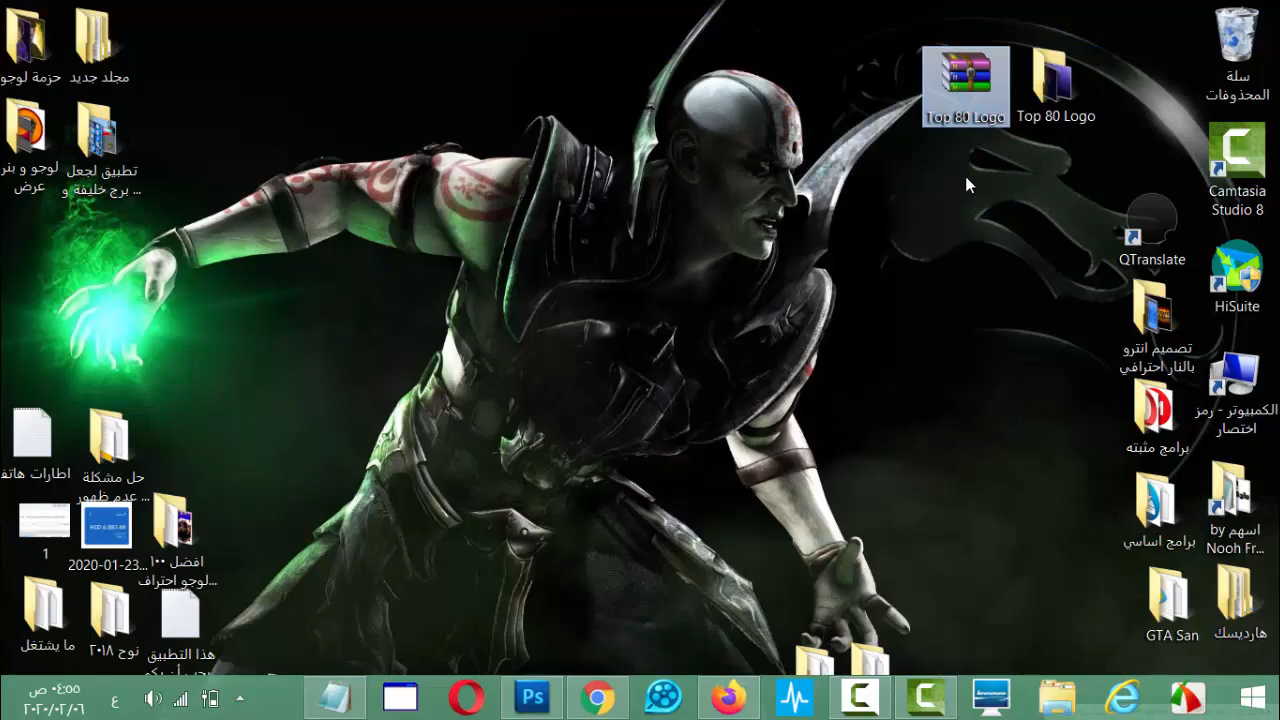 سلة
المحذوفات
Top 80 Logo
Top 80 Logo
مجلد جديد
حزمة لوجو
Camtasia
Studio 8
تطبيق لجعل
برج خليفة و ...
لوجو و بنر
عرض
QTranslate
HiSuite
تصميم انترو
بالنار احترافي
الكمبيوتر - رمز
اختصار
برامج مثبته
حل مشكلة
عدم ظهور ...
اطارات هاتف
اسهم by
Nooh Fr...
برامج اساسي
1
2020-01-23...
افضل ١٠٠
لوجو احتراف...
هارديسك
GTA San
هذا التطبيق
نوح ٢٠١٨
ما يشتغل
٠٤:٥٥ ص
٢٠٢٠/٠٢/٠٦
ع
Ps
lenovo